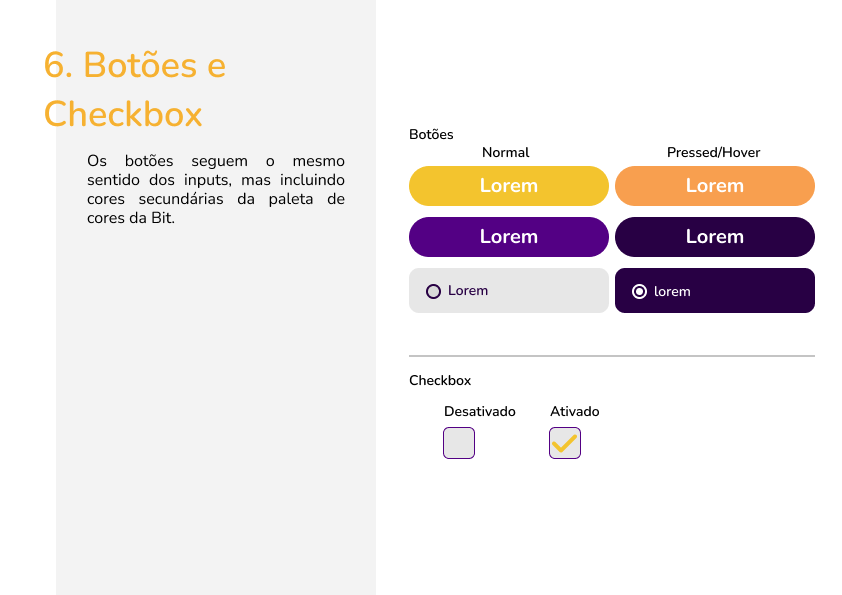 6. Botões e
Checkbox
Os botões seguem o mesmo
sentido dos inputs, mas incluindo
cores secundárias da paleta de
cores da Bit.
Botões
Normal
Pressed/Hover
Lorem
Lorem
Lorem
Lorem
Lorem
lorem
Checkbox
Desativado
Ativado